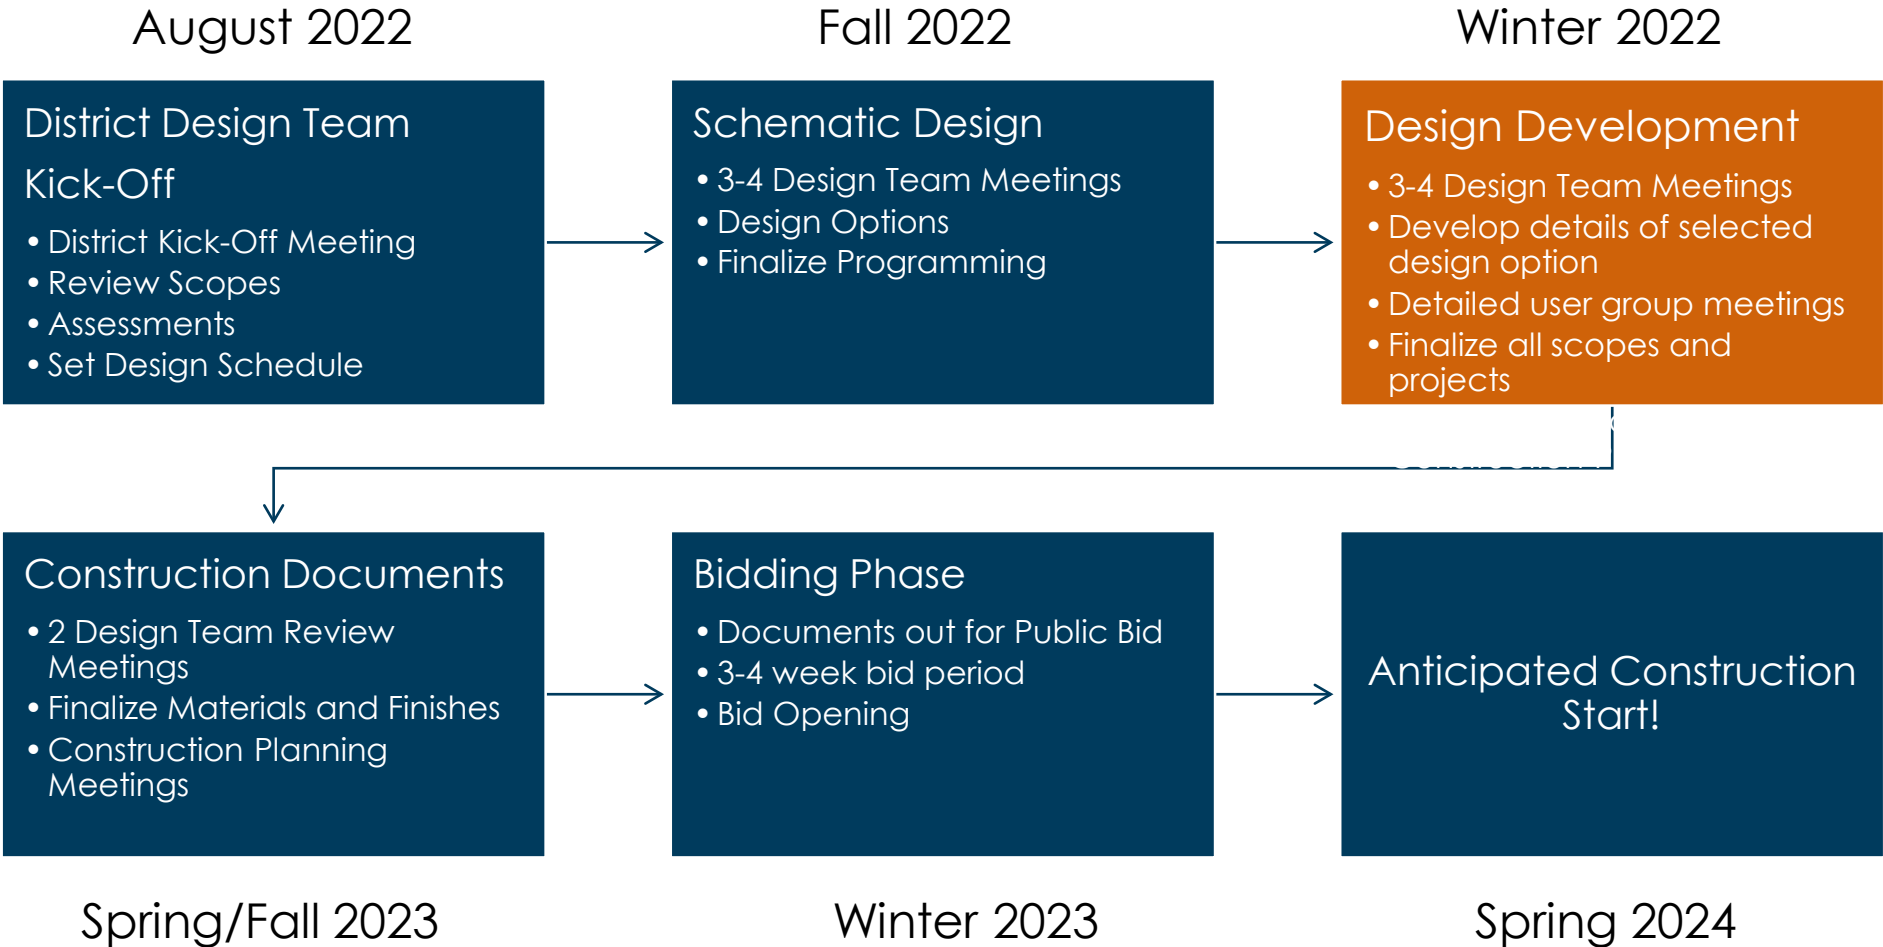 August 2022
Fall 2022
Winter 2022
District Design Team
Kick-Off
• District Kick-Off Meeting
• Review Scopes
• Assessments
• Set Design Schedule
Schematic Design
• 3-4 Design Team Meetings
• Design Options
• Finalize Programming
Design Development
• 3-4 Design Team Meetings
• Develop details of selected
design option
• Detailed user group meetings
• Finalize all scopes and
projects
Construction Documents
• 2 Design Team Review
Meetings
• Finalize Materials and Finishes
• Construction Planning
Meetings
Bidding Phase
• Documents out for Public Bid
• 3-4 week bid period
• Bid Opening
Anticipated Construction
Start!
Spring/Fall 2023
Winter 2023
Spring 2024